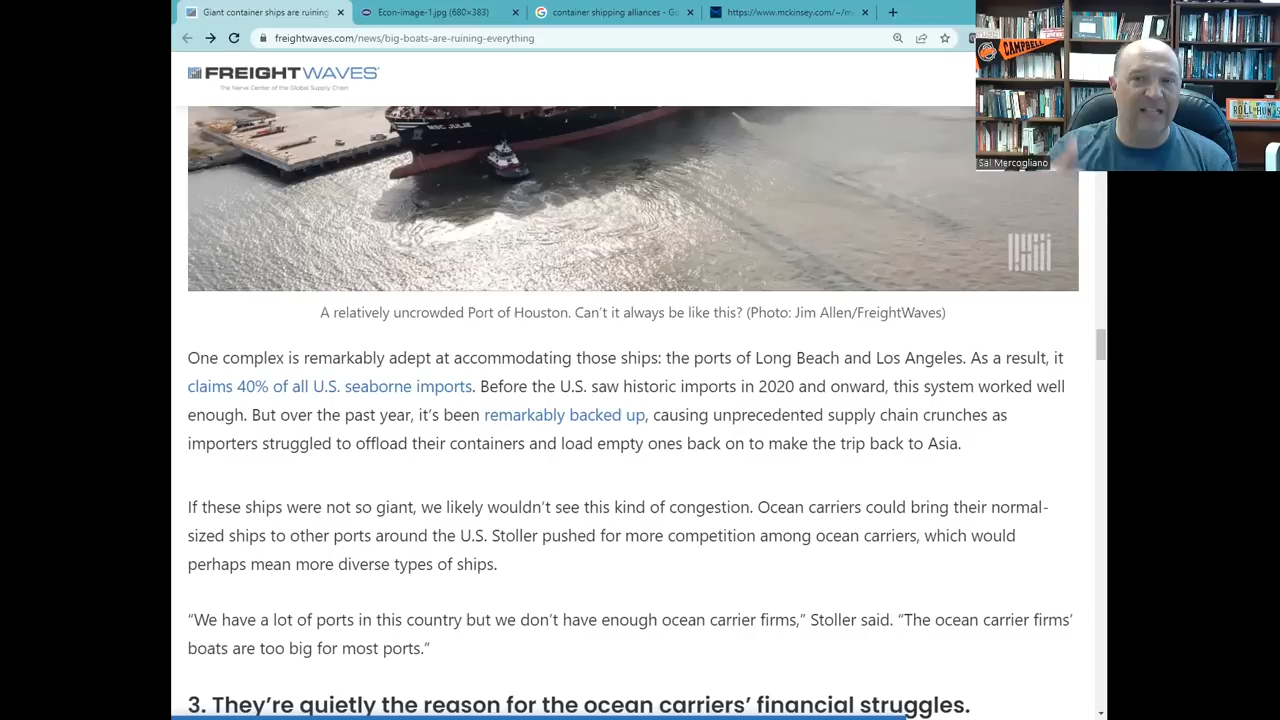 Giant container ships are ruining
Econ-image-1.jpg (680×383)
container shipping alliances - Go
https://www.mckinsey.com/~/m
freightwaves.com/news/big-boats-are-ruining-everything
FREIGHTWAVES
The Nerve Center of the Global Supply Chain
CAMPBELL
Sal Mercogliano
MSC JULIE
A relatively uncrowded Port of Houston. Can't it always be like this? (Photo: Jim Allen/FreightWaves)
One complex is remarkably adept at accommodating those ships: the ports of Long Beach and Los Angeles. As a result, it
claims 40% of all U.S. seaborne imports. Before the U.S. saw historic imports in 2020 and onward, this system worked well
enough. But over the past year, it's been remarkably backed up, causing unprecedented supply chain crunches as
importers struggled to offload their containers and load empty ones back on to make the trip back to Asia.
If these ships were not so giant, we likely wouldn't see this kind of congestion. Ocean carriers could bring their normal-
sized ships to other ports around the U.S. Stoller pushed for more competition among ocean carriers, which would
perhaps mean more diverse types of ships.
“We have a lot of ports in this country but we don't have enough ocean carrier firms,” Stoller said. “The ocean carrier firms’
boats are too big for most ports.”
3. They're quietly the reason for the ocean carriers’ financial struggles.